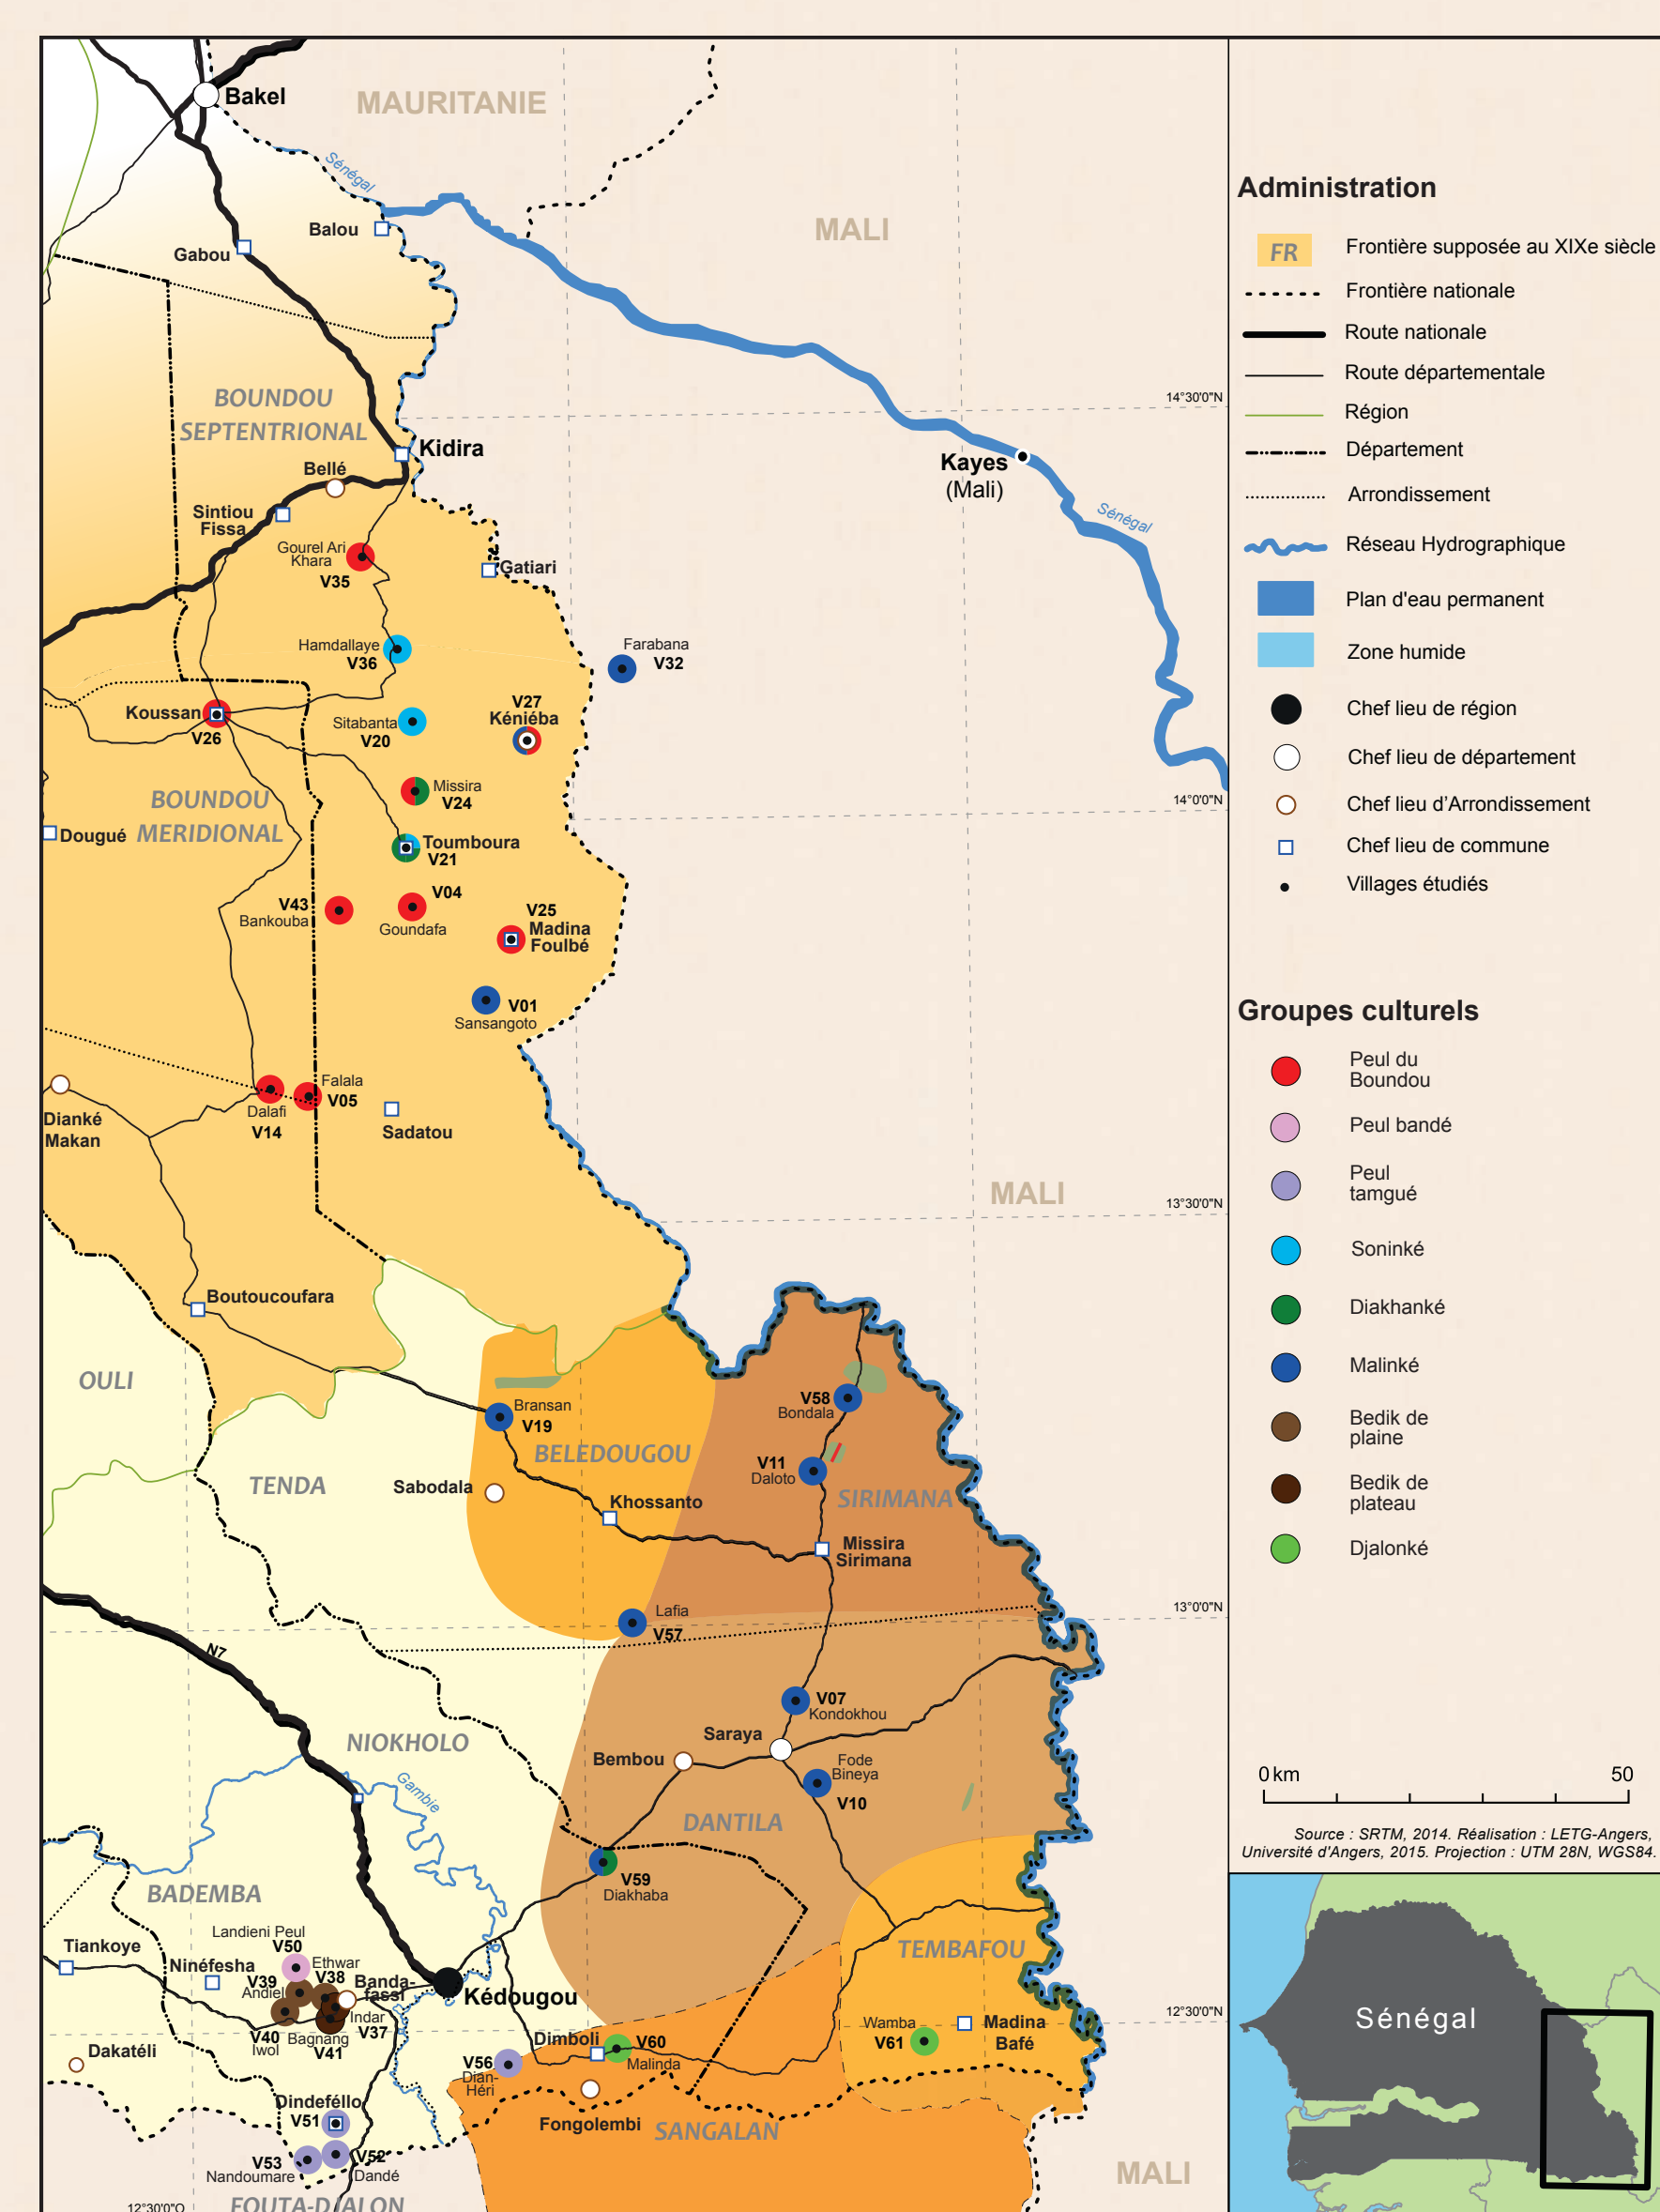 Bakel
MAURITANIE
Sénégal
Balou
Gabou
MALI
BOUNDOU
SEPTENTRIONAL
14°30'0"N
Kidira
Bellé
Kayes
(Mali)
Sintiou
Fissa
Sénégal
Gourel Ari
Khara
V35
Gatiari
Hamdallaye
V36
Farabana
V32
Koussan
V26
Sitabanta
V20
V27
Kéniéba
Missira
V24
14°0'0"N
BOUNDOU
MERIDIONAL
Dougué
Toumboura
V21
V43
Bankouba
V04
Goundafa
V25
Madina
Foulbé
V01
Sansangoto
Dianké
Makan
Dalafi
V14
Falala
V05
Sadatou
MALI
13°30'0"N
Boutoucoufara
OULI
Bransan
V19
V58
Bondala
BELEDOUGOU
V11
Daloto
TENDA
Sabodala
SIRIMANA
Khossanto
Missira
Sirimana
Lafia
V57
13°0'0"N
N7
V07
Kondokhou
NIOKHOLO
Saraya
Bembou
Fode
Bineya
V10
Gambie
DANTILA
V59
Diakhaba
BADEMBA
Landieni Peul
V50
Tiankoye
Ninéfesha
Ethwar
V39
V38
Andiel
Banda-
fassi
Kédougou
TEMBAFOU
Indar
V37
V40
Iwol
Bagnang
V41
12°30'0"N
Wamba
V61
Madina
Bafé
Dimboli
V60
Malinda
Dakatéli
V56
Dian-
Héri
Dindeféllo
V51
Fongolembi
SANGALAN
V53
Nandoumare
V52
Dandé
MALI
12°30'0"O
FOUTA-DJALON
Administration
FR
Frontière supposée au XIXe siècle
Frontière nationale
Route nationale
Route départementale
Région
Département
Arrondissement
Réseau Hydrographique
Plan d'eau permanent
Zone humide
Chef lieu de région
Chef lieu de département
Chef lieu d'Arrondissement
Chef lieu de commune
Villages étudiés
Groupes culturels
Peul du
Boundou
Peul bandé
Peul
tamgué
Soninké
Diakhanké
Malinké
Bedik de
plaine
Bedik de
plateau
Djalonké
0 km 50
Source : SRTM, 2014. Réalisation : LETG-Angers,
Université d'Angers, 2015. Projection : UTM 28N, WGS84.
Sénégal